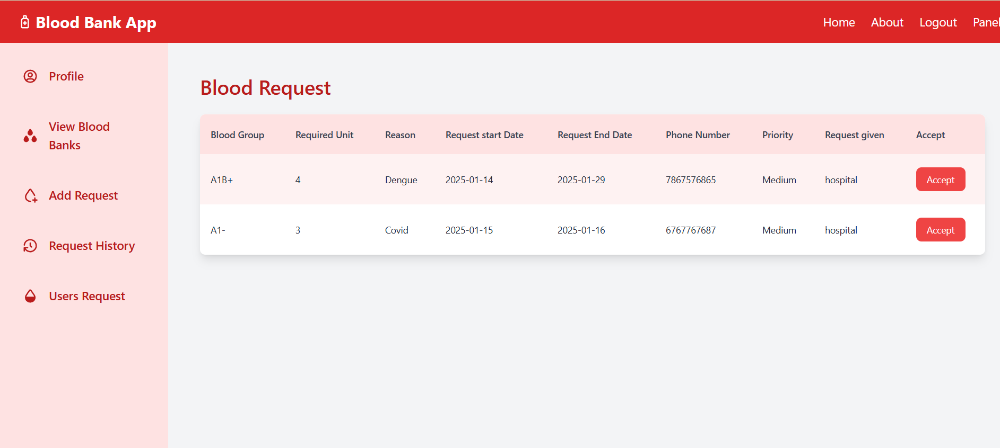 Blood Bank App
Home About Logout Panel
Profile
View Blood
Banks
Add Request
Request History
Users Request
Blood Request
Blood Group Required Unit Reason Request start Date Request End Date Phone Number Priority Request given Accept
A1B+ 4 Dengue 2025-01-14 2025-01-29 7867576865 Medium hospital Accept
A1- 3 Covid 2025-01-15 2025-01-16 6767767687 Medium hospital Accept